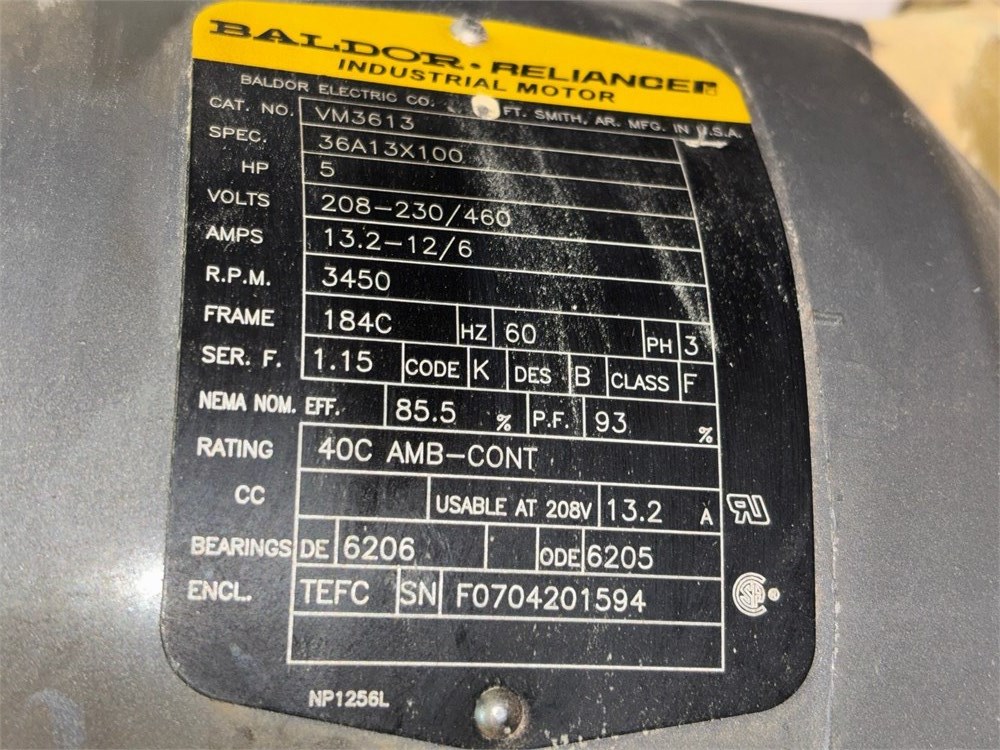 BALDOR • RELIANCER
INDUSTRIAL MOTOR
BALDOR ELECTRIC CO. FT. SMITH, AR. MFG. IN U.S.A.
CAT. NO. VM3613
SPEC. 36A13X100
HP 5
VOLTS 208-230/460
AMPS 13.2-12/6
R.P.M. 3450
FRAME 184C HZ 60 PH 3
SER. F. 1.15 CODE K DES B CLASS F
NEMA NOM. EFF. 85.5 % P.F. 93 %
RATING 40C AMB-CONT
CC USABLE AT 208V 13.2 A
BEARINGS DE 6206 ODE 6205
ENCL. TEFC SN F0704201594
NP1256L